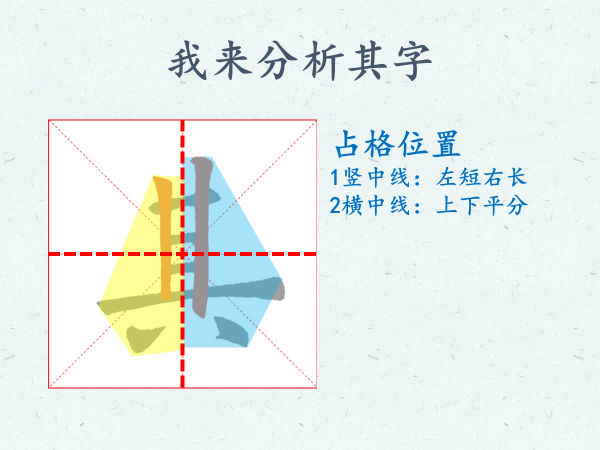 我来分析其字
占格位置
1竖中线：左短右长
2横中线：上下平分
其